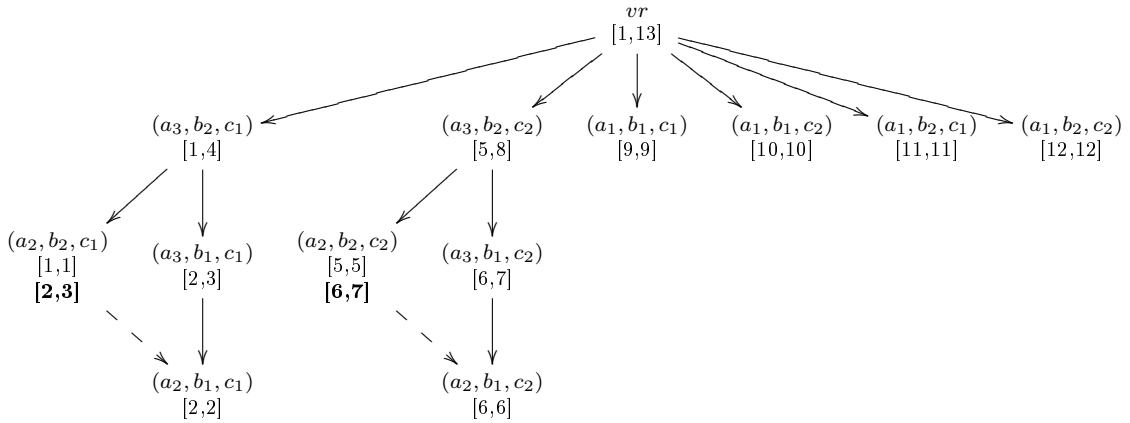 vr
[1,13]
(a₃, b₂, c₁)
[1,4]
(a₃, b₂, c₂)
[5,8]
(a₁, b₁, c₁)
[9,9]
(a₁, b₁, c₂)
[10,10]
(a₁, b₂, c₁)
[11,11]
(a₁, b₂, c₂)
[12,12]
(a₂, b₂, c₁)
[1,1]
[2,3]
(a₃, b₁, c₁)
[2,3]
(a₂, b₂, c₂)
[5,5]
[6,7]
(a₃, b₁, c₂)
[6,7]
(a₂, b₁, c₁)
[2,2]
(a₂, b₁, c₂)
[6,6]